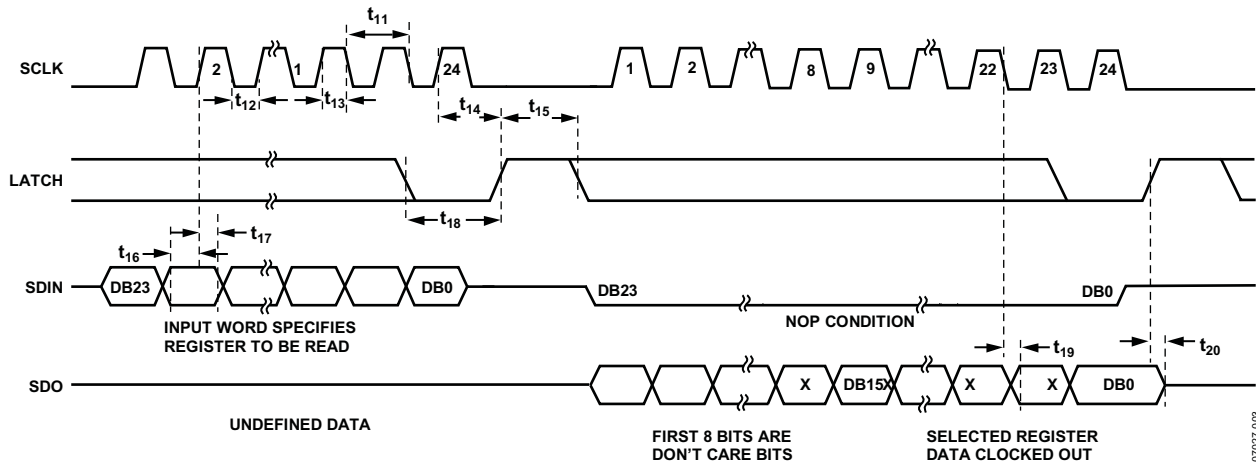 t11
SCLK
2
1
24
1
2
8
9
22
23
24
t12
t13
t14
t15
LATCH
t18
t16
t17
SDIN
DB23
DB0
DB23
DB0
INPUT WORD SPECIFIES
REGISTER TO BE READ
NOP CONDITION
t19
t20
SDO
X
DB15X
X
X
DB0
UNDEFINED DATA
FIRST 8 BITS ARE
DON'T CARE BITS
SELECTED REGISTER
DATA CLOCKED OUT